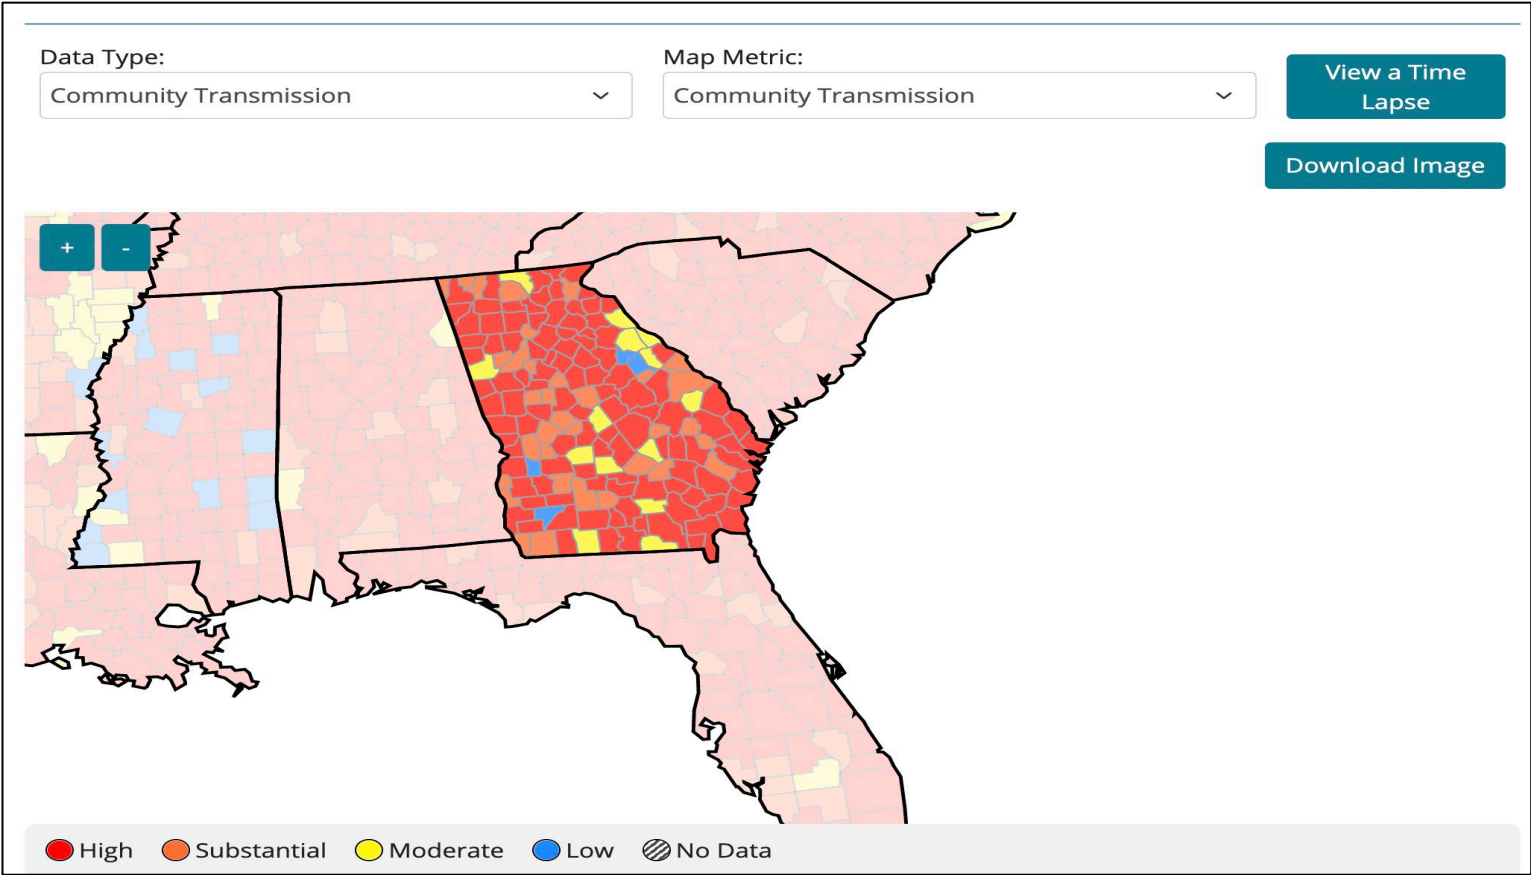 Data Type:
Map Metric:
Community Transmission
Community Transmission
View a Time
Lapse
Download Image
+
-
High
Substantial
Moderate
Low
No Data